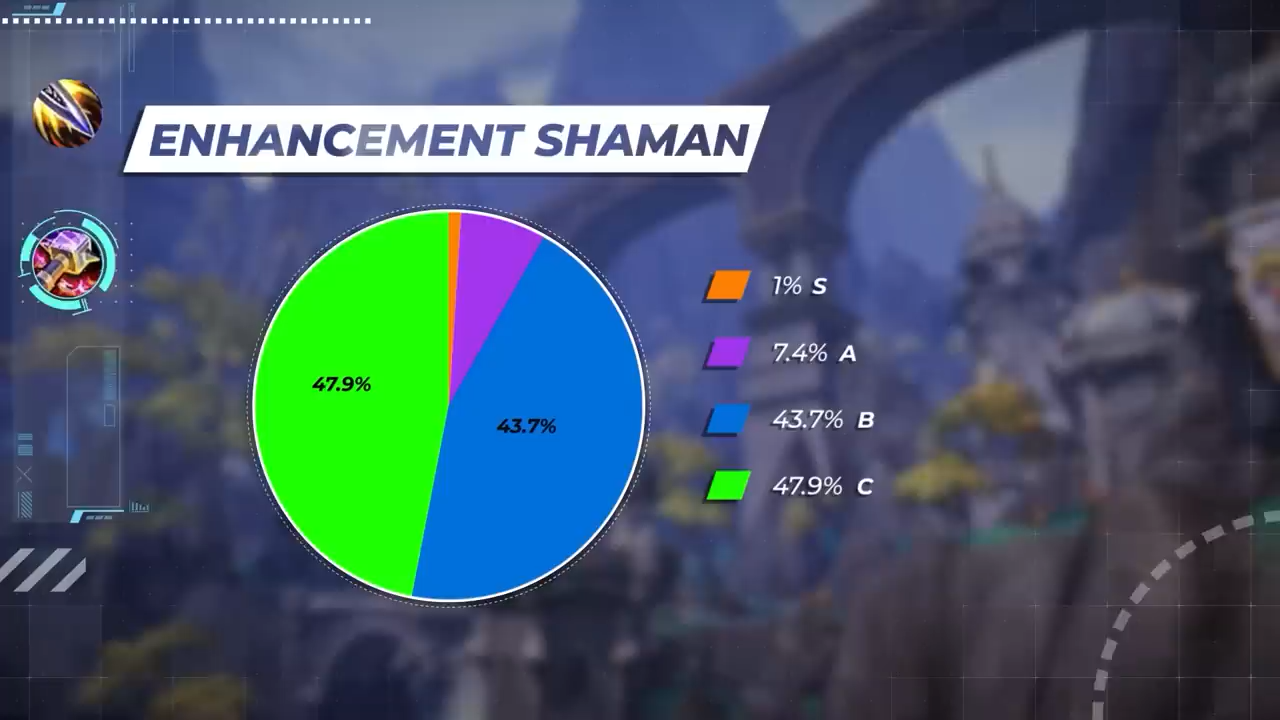 ENHANCEMENT SHAMAN
1% S
7.4% A
47.9%
43.7% B
43.7%
47.9% C